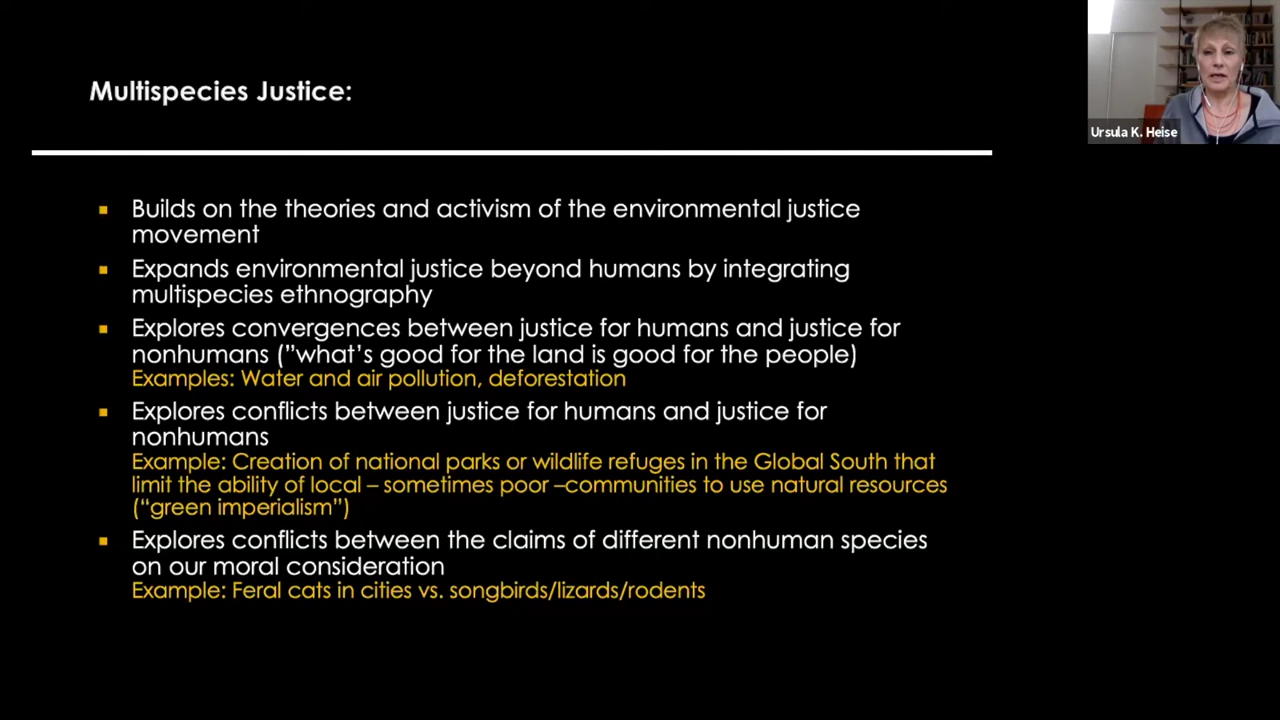 Multispecies Justice:
Ursula K. Heise
Builds on the theories and activism of the environmental justice
movement
Expands environmental justice beyond humans by integrating
multispecies ethnography
Explores convergences between justice for humans and justice for
nonhumans (”what’s good for the land is good for the people)
Examples: Water and air pollution, deforestation
Explores conflicts between justice for humans and justice for
nonhumans
Example: Creation of national parks or wildlife refuges in the Global South that
limit the ability of local – sometimes poor –communities to use natural resources
(“green imperialism”)
Explores conflicts between the claims of different nonhuman species
on our moral consideration
Example: Feral cats in cities vs. songbirds/lizards/rodents